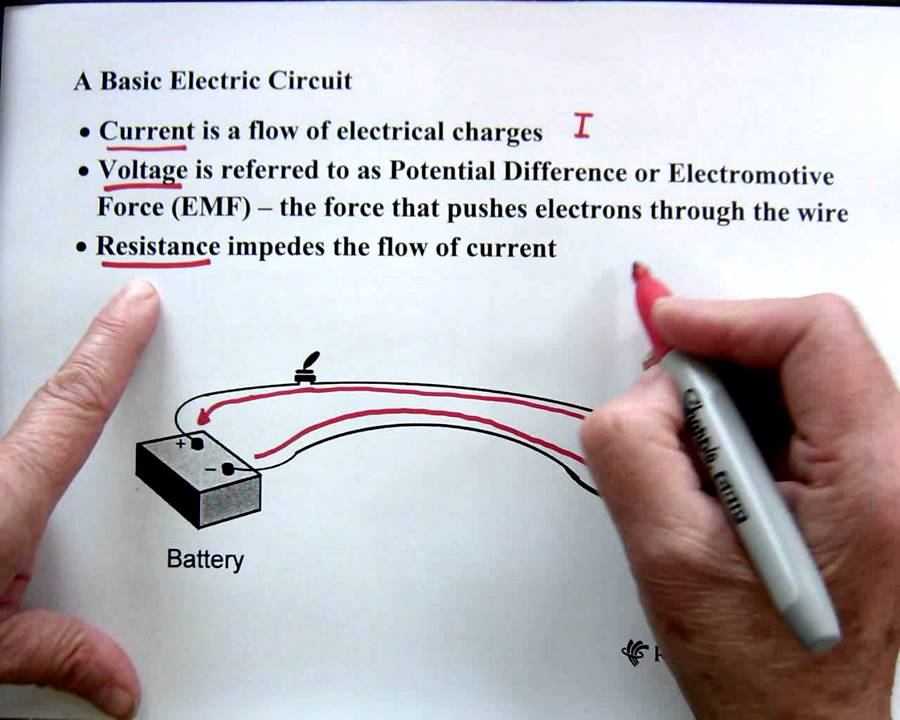 A Basic Electric Circuit
• Current is a flow of electrical charges I
• Voltage is referred to as Potential Difference or Electromotive
Force (EMF) – the force that pushes electrons through the wire
• Resistance impedes the flow of current
+
–
Battery